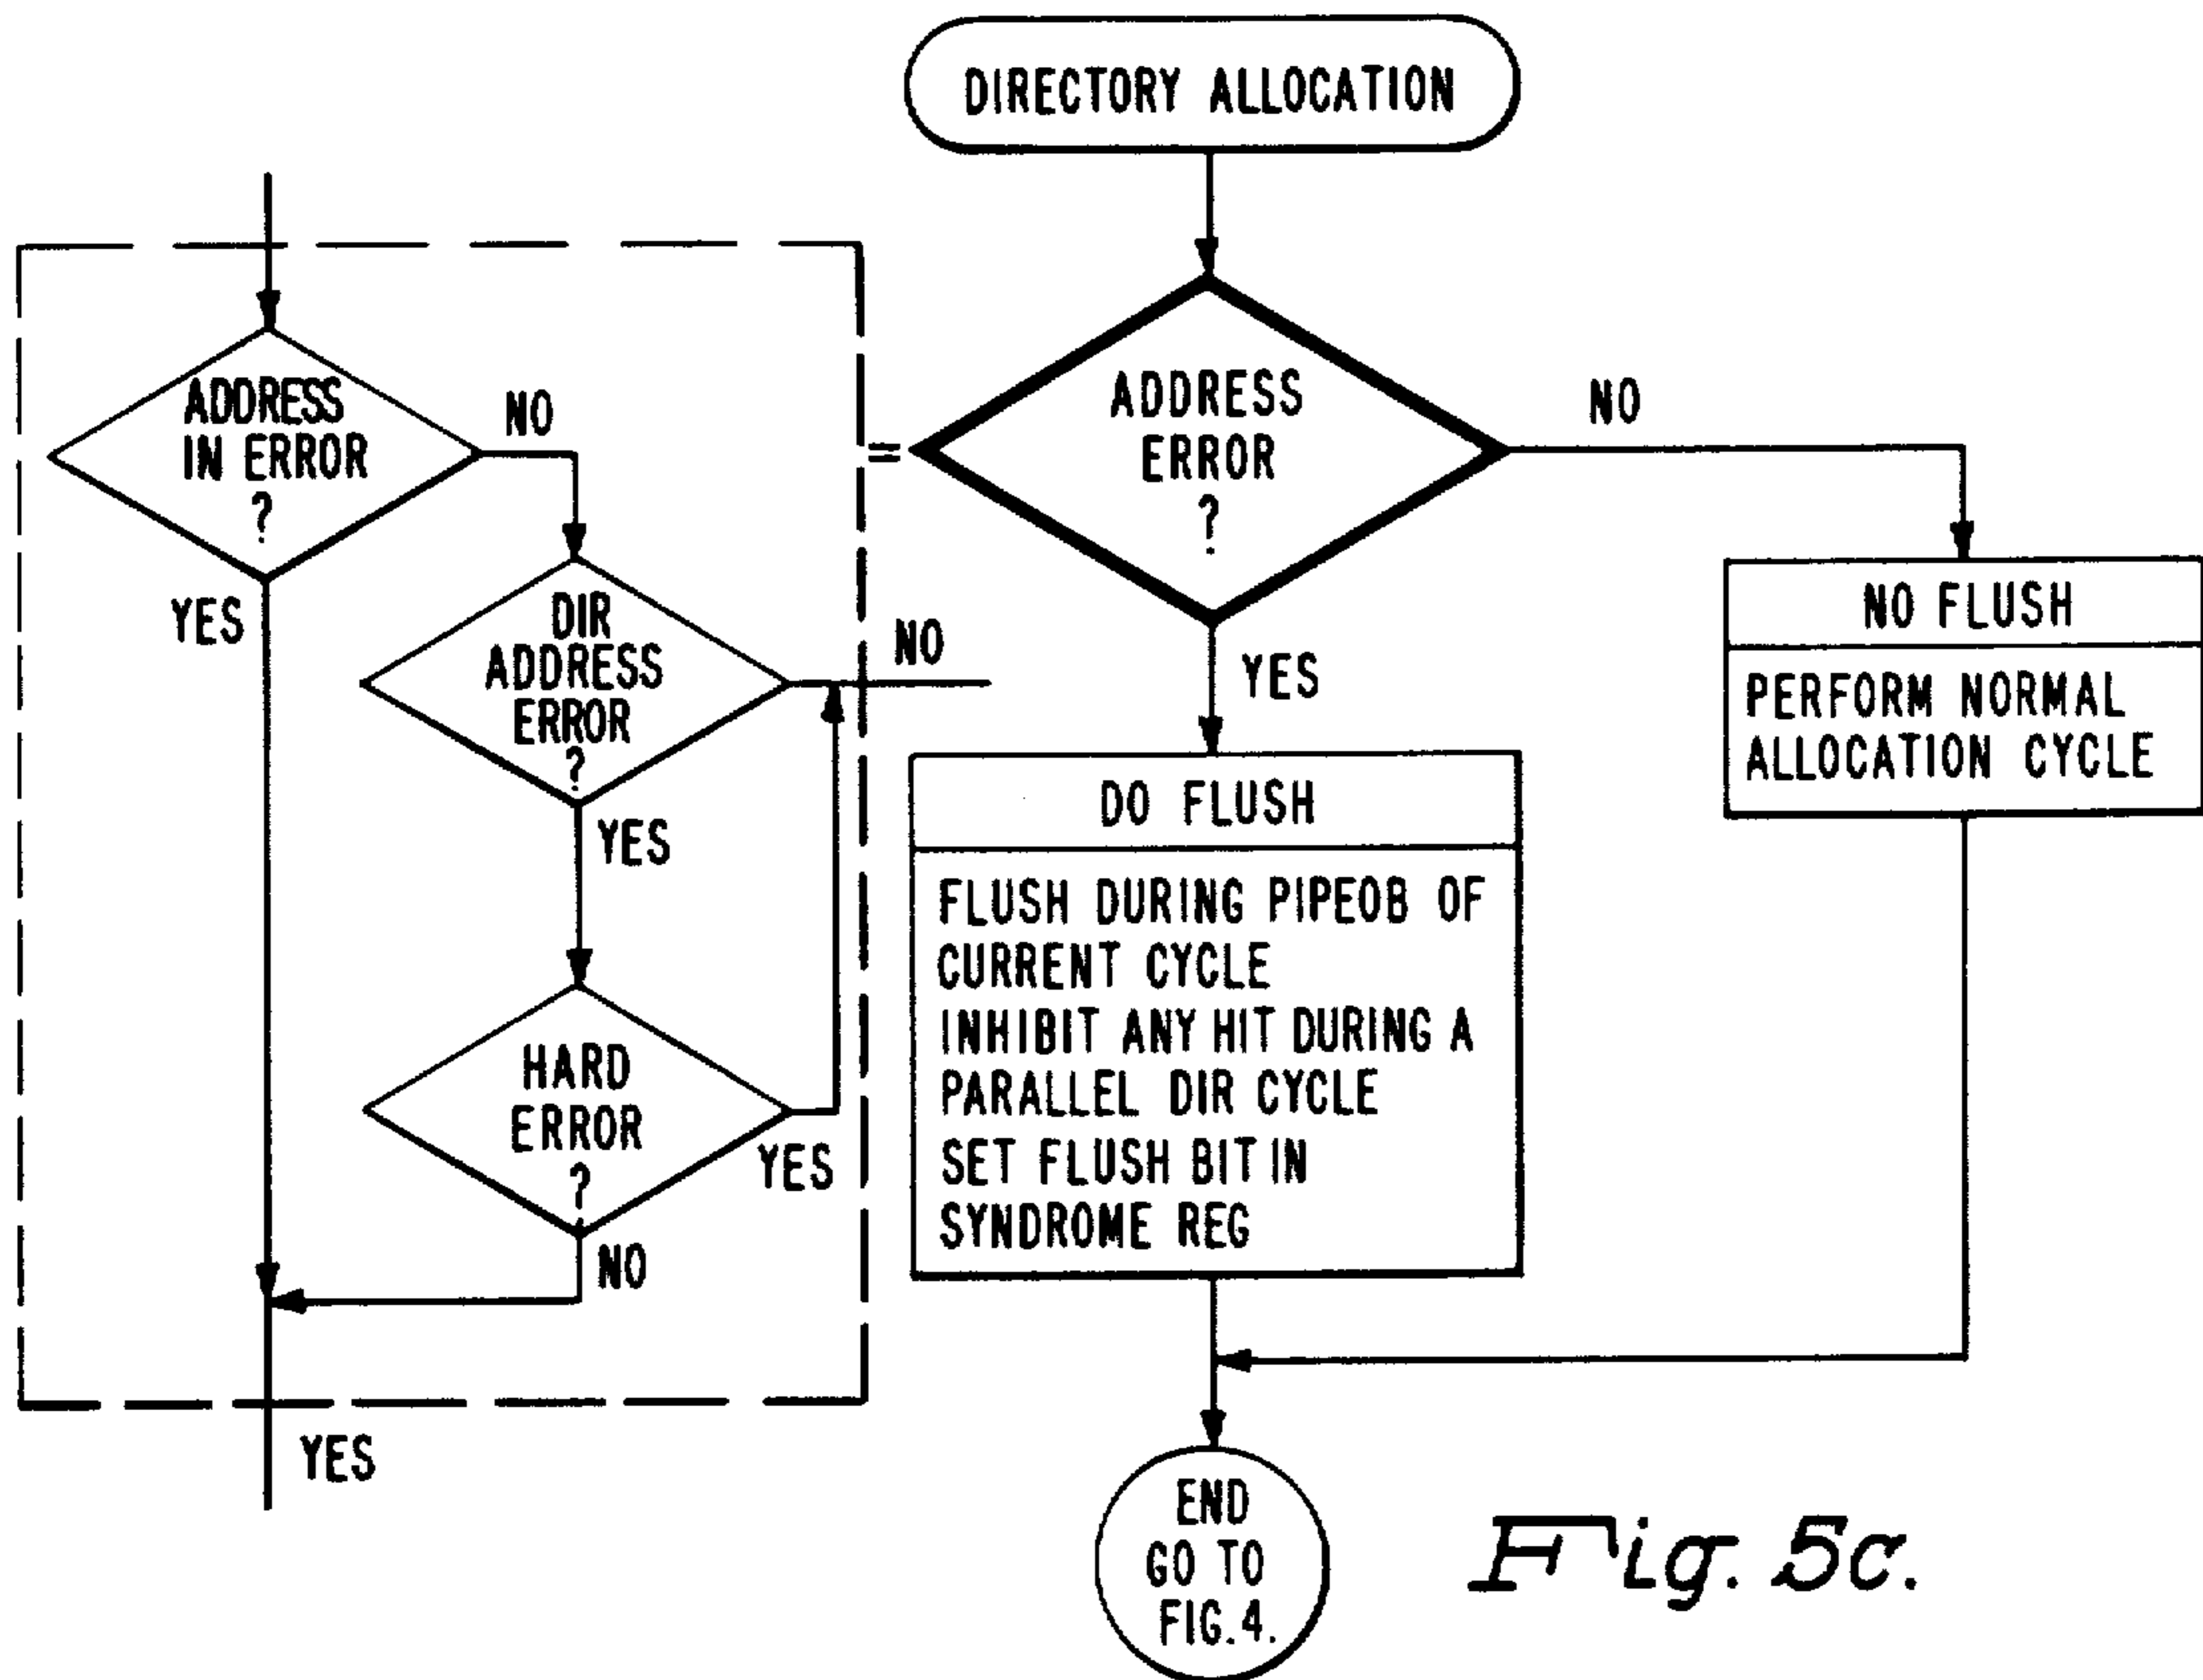 DIRECTORY ALLOCATION
ADDRESS
IN ERROR
?
NO
YES
DIR
ADDRESS
ERROR
?
NO
YES
HARD
ERROR
?
YES
NO
YES
=
ADDRESS
ERROR
?
NO
YES
NO FLUSH
PERFORM NORMAL
ALLOCATION CYCLE
DO FLUSH
FLUSH DURING PIPEOB OF
CURRENT CYCLE
INHIBIT ANY HIT DURING A
PARALLEL DIR CYCLE
SET FLUSH BIT IN
SYNDROME REG
END
GO TO
FIG. 4.
Fig. 5c.